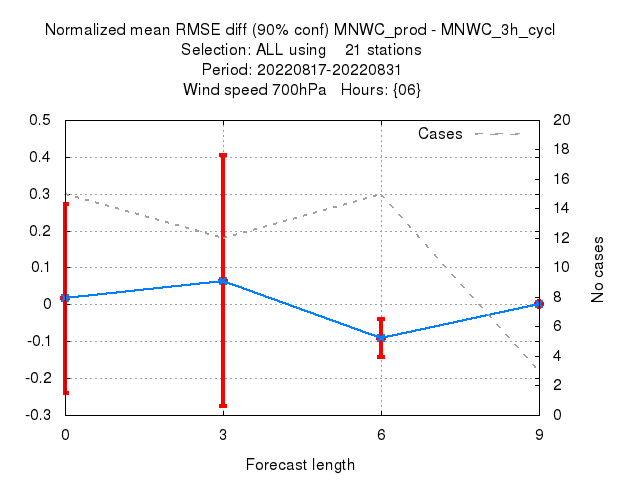 Normalized mean RMSE diff (90% conf) MNWC_prod - MNWC_3h_cycl
Selection: ALL using    21 stations
Period: 20220817-20220831
Wind speed 700hPa   Hours: {06}
Cases
0.5
0.4
0.3
0.2
0.1
0
-0.1
-0.2
-0.3
20
18
16
14
12
10
8
6
4
2
0
No cases
0 3 6 9
Forecast length